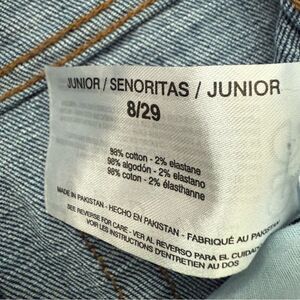 JUNIOR / SENORITAS / JUNIOR
8/29
98% cotton - 2% elastane
98% algodón - 2% elastano
98% coton - 2% élasthanne
MADE IN PAKISTAN - HECHO EN PAKISTAN - FABRIQUÉ AU PAKISTAN
SEE REVERSE FOR CARE - VER AL REVERSO PARA EL CUIDADO
VOIR LES INSTRUCTIONS D'ENTRETIEN AU DOS